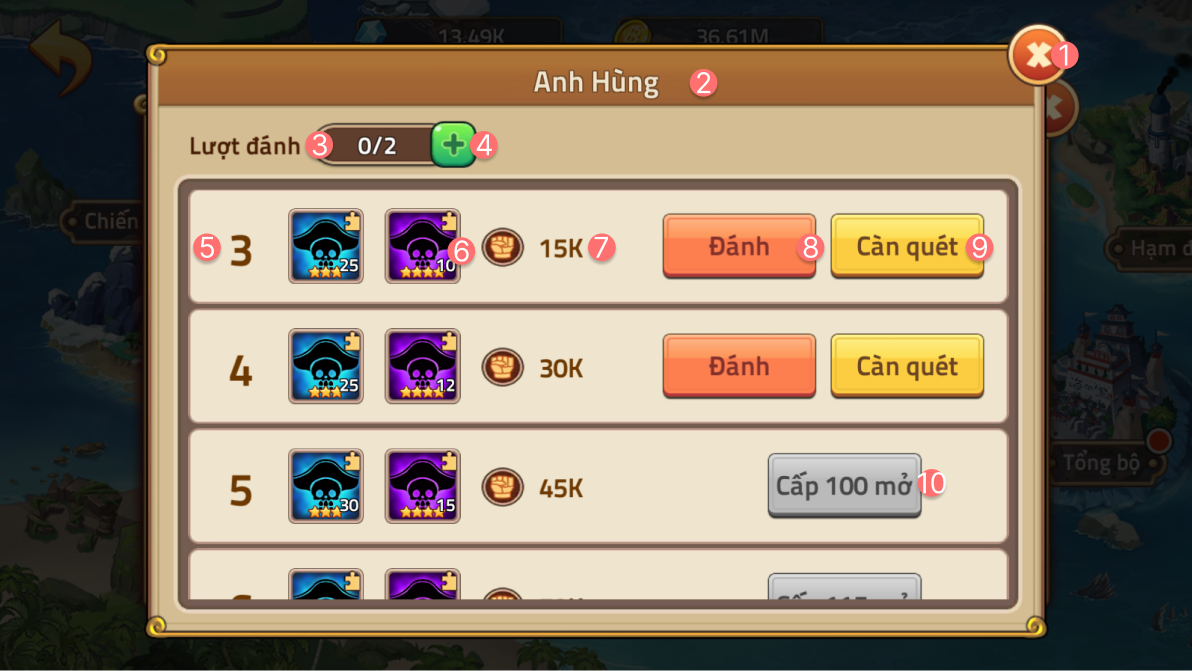 13.49K 36.61M
1
Anh Hùng 2
Lượt đánh 3 0/2 4
Chiến
5 3 25 6 10 15K 7 Đánh 8 Càn quét 9
Hạm đ
4 25 12 30K Đánh Càn quét
Tổng bộ
5 30 15 45K Cấp 100 mở 10